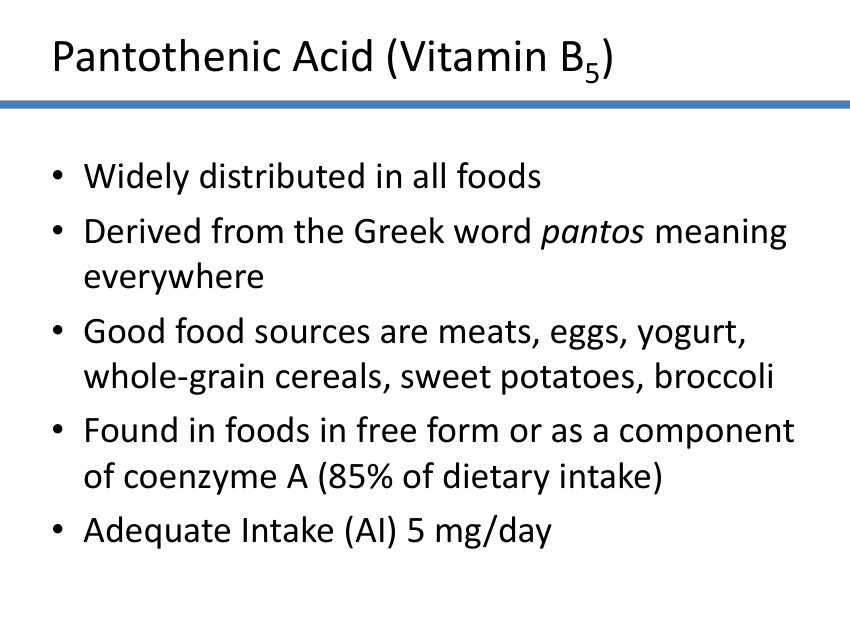 Pantothenic Acid (Vitamin B5)
• Widely distributed in all foods
• Derived from the Greek word pantos meaning
everywhere
• Good food sources are meats, eggs, yogurt,
whole-grain cereals, sweet potatoes, broccoli
• Found in foods in free form or as a component
of coenzyme A (85% of dietary intake)
• Adequate Intake (AI) 5 mg/day